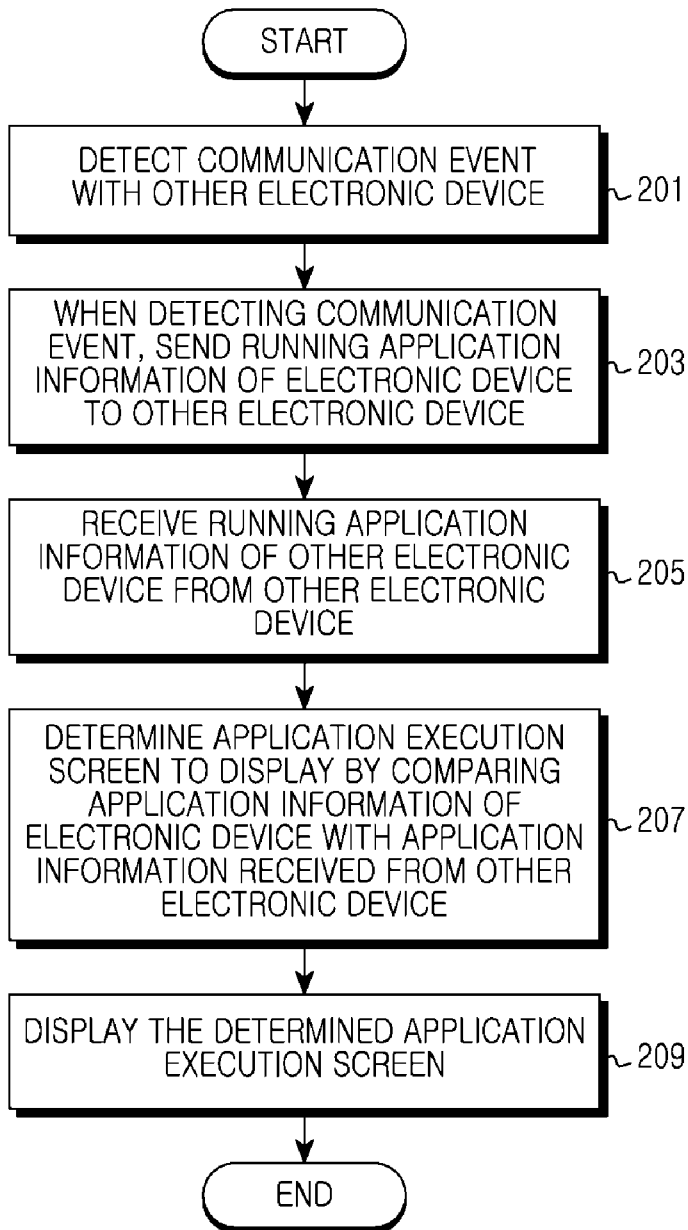 START
DETECT COMMUNICATION EVENT
WITH OTHER ELECTRONIC DEVICE
201
WHEN DETECTING COMMUNICATION
EVENT, SEND RUNNING APPLICATION
INFORMATION OF ELECTRONIC DEVICE
TO OTHER ELECTRONIC DEVICE
203
RECEIVE RUNNING APPLICATION
INFORMATION OF OTHER ELECTRONIC
DEVICE FROM OTHER ELECTRONIC
DEVICE
205
DETERMINE APPLICATION EXECUTION
SCREEN TO DISPLAY BY COMPARING
APPLICATION INFORMATION OF
ELECTRONIC DEVICE WITH APPLICATION
INFORMATION RECEIVED FROM OTHER
ELECTRONIC DEVICE
207
DISPLAY THE DETERMINED APPLICATION
EXECUTION SCREEN
209
END